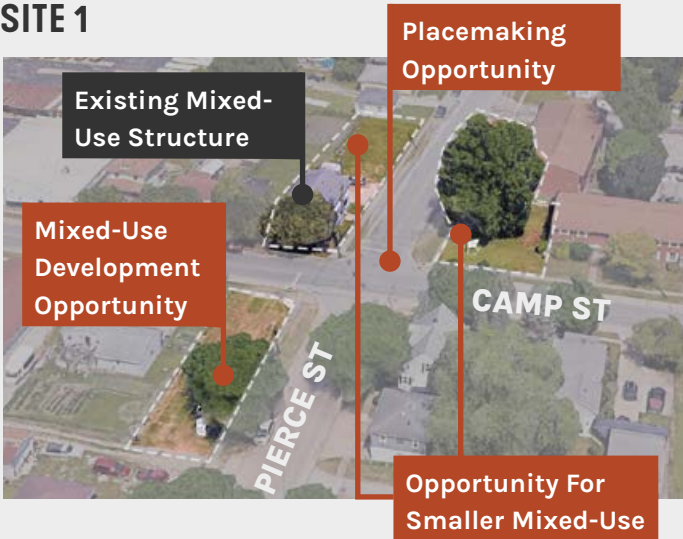 SITE 1
Placemaking
Opportunity
Existing Mixed-
Use Structure
Mixed-Use
Development
Opportunity
CAMP ST
PIERCE ST
Opportunity For
Smaller Mixed-Use